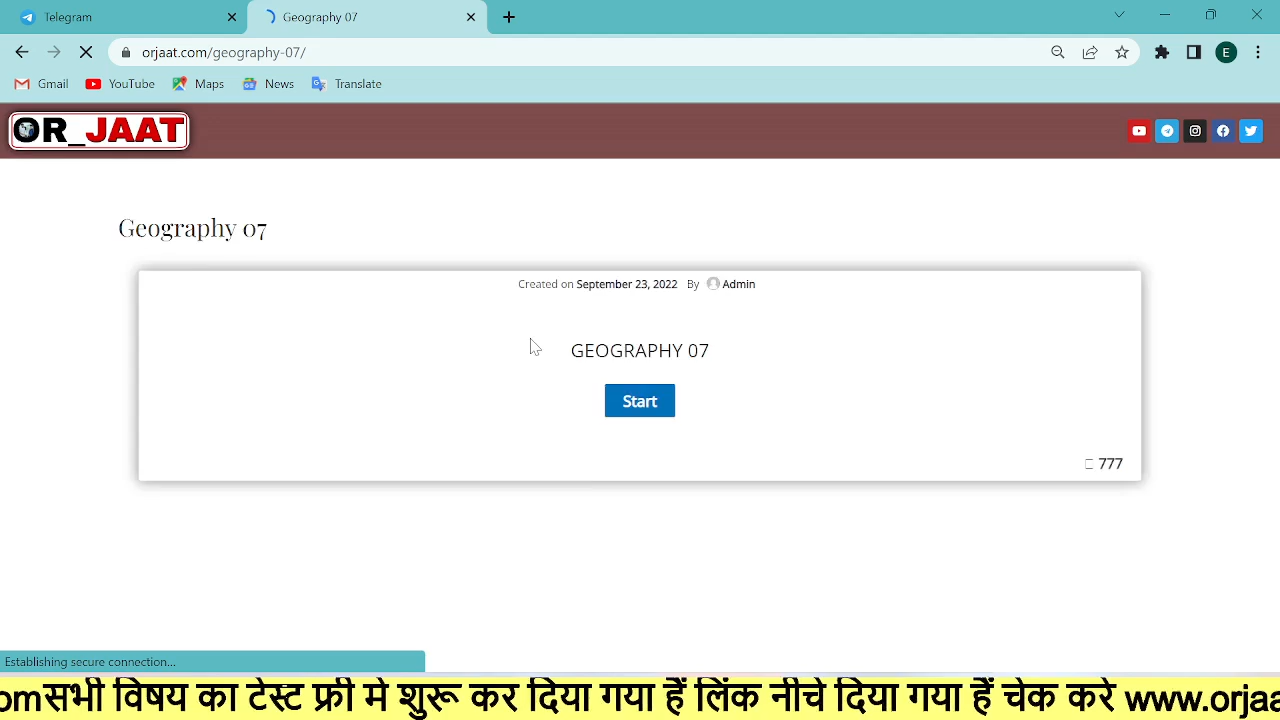 Telegram
Geography 07
orjaat.com/geography-07/
E
Gmail
YouTube
Maps
News
Translate
OR_JAAT
Geography 07
Created on September 23, 2022 By Admin
GEOGRAPHY 07
Start
777
Establishing secure connection...
omसभी विषय का टेस्ट फ्री मे शुरू कर दिया गया हैं लिंक नीचे दिया गया हैं चेक करे www.orjaa